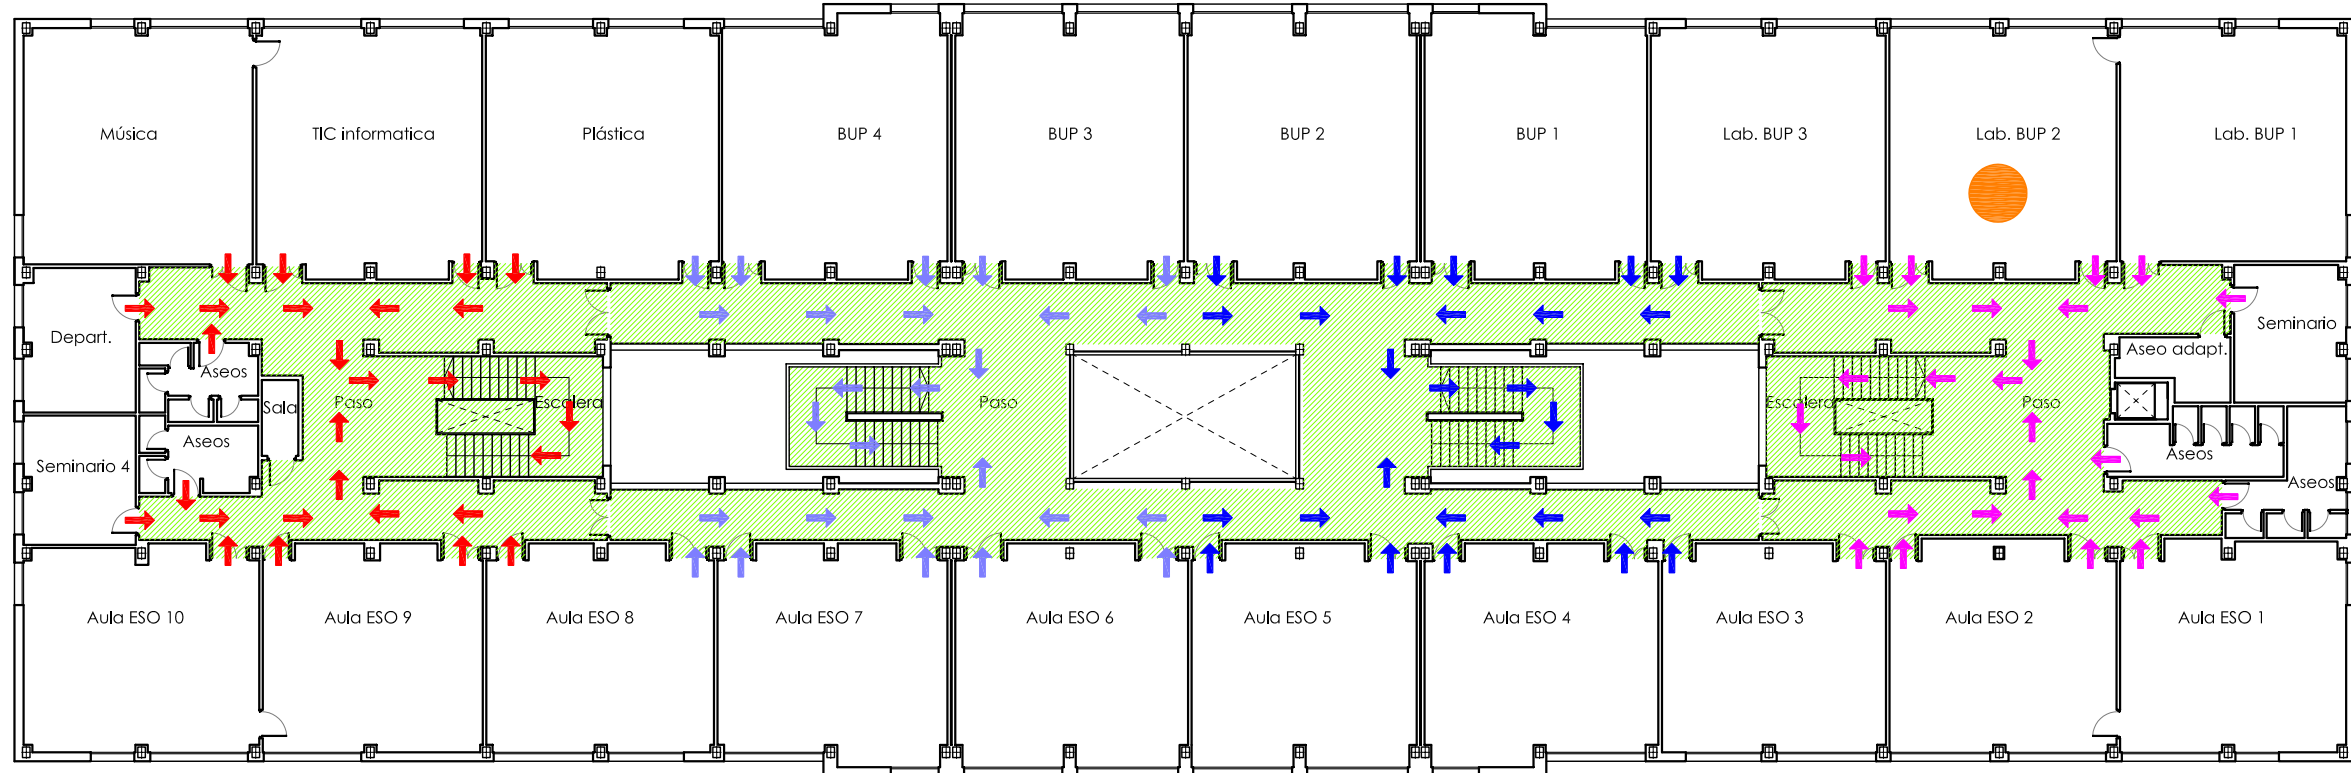 Música
TIC informatica
Plástica
BUP 4
BUP 3
BUP 2
BUP 1
Lab. BUP 3
Lab. BUP 2
Lab. BUP 1
Depart.
Seminario
Aseo adapt.
Aseos
Sala
Paso
Escalera
Paso
Escalera
Paso
Aseos
Aseos
Seminario 4
Aseos
Aula ESO 10
Aula ESO 9
Aula ESO 8
Aula ESO 7
Aula ESO 6
Aula ESO 5
Aula ESO 4
Aula ESO 3
Aula ESO 2
Aula ESO 1